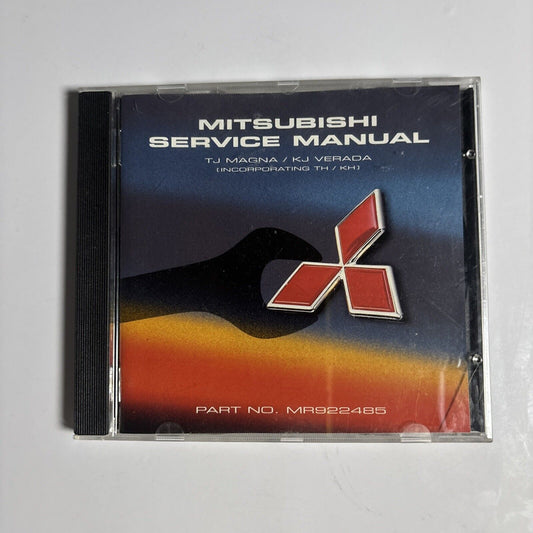 MITSUBISHI
SERVICE MANUAL
TJ MAGNA / KJ VERADA
(INCORPORATING TH / KH)
PART NO. MR922485